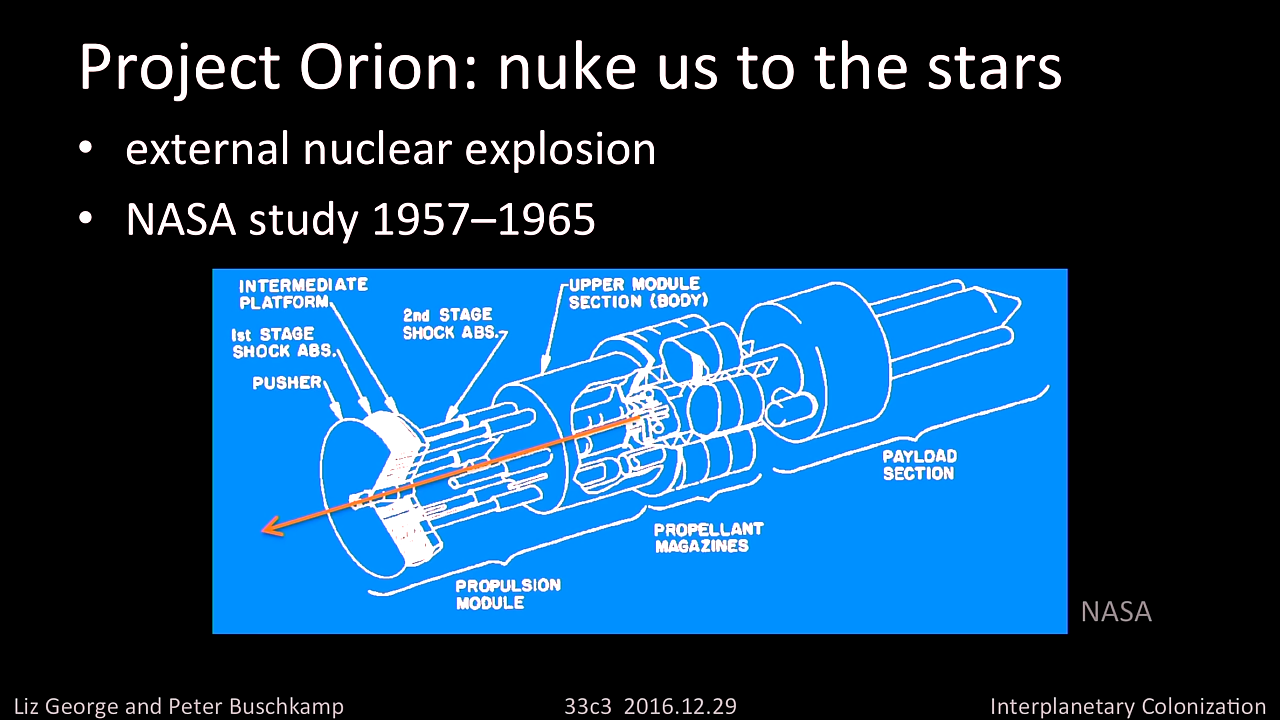 Project Orion: nuke us to the stars
• external nuclear explosion
• NASA study 1957–1965
INTERMEDIATE
PLATFORM
1st STAGE
SHOCK ABS.
PUSHER
2nd STAGE
SHOCK ABS.
UPPER MODULE
SECTION (BODY)
PAYLOAD
SECTION
PROPELLANT
MAGAZINES
PROPULSION
MODULE
NASA
Liz George and Peter Buschkamp
33c3 2016.12.29
Interplanetary Colonization